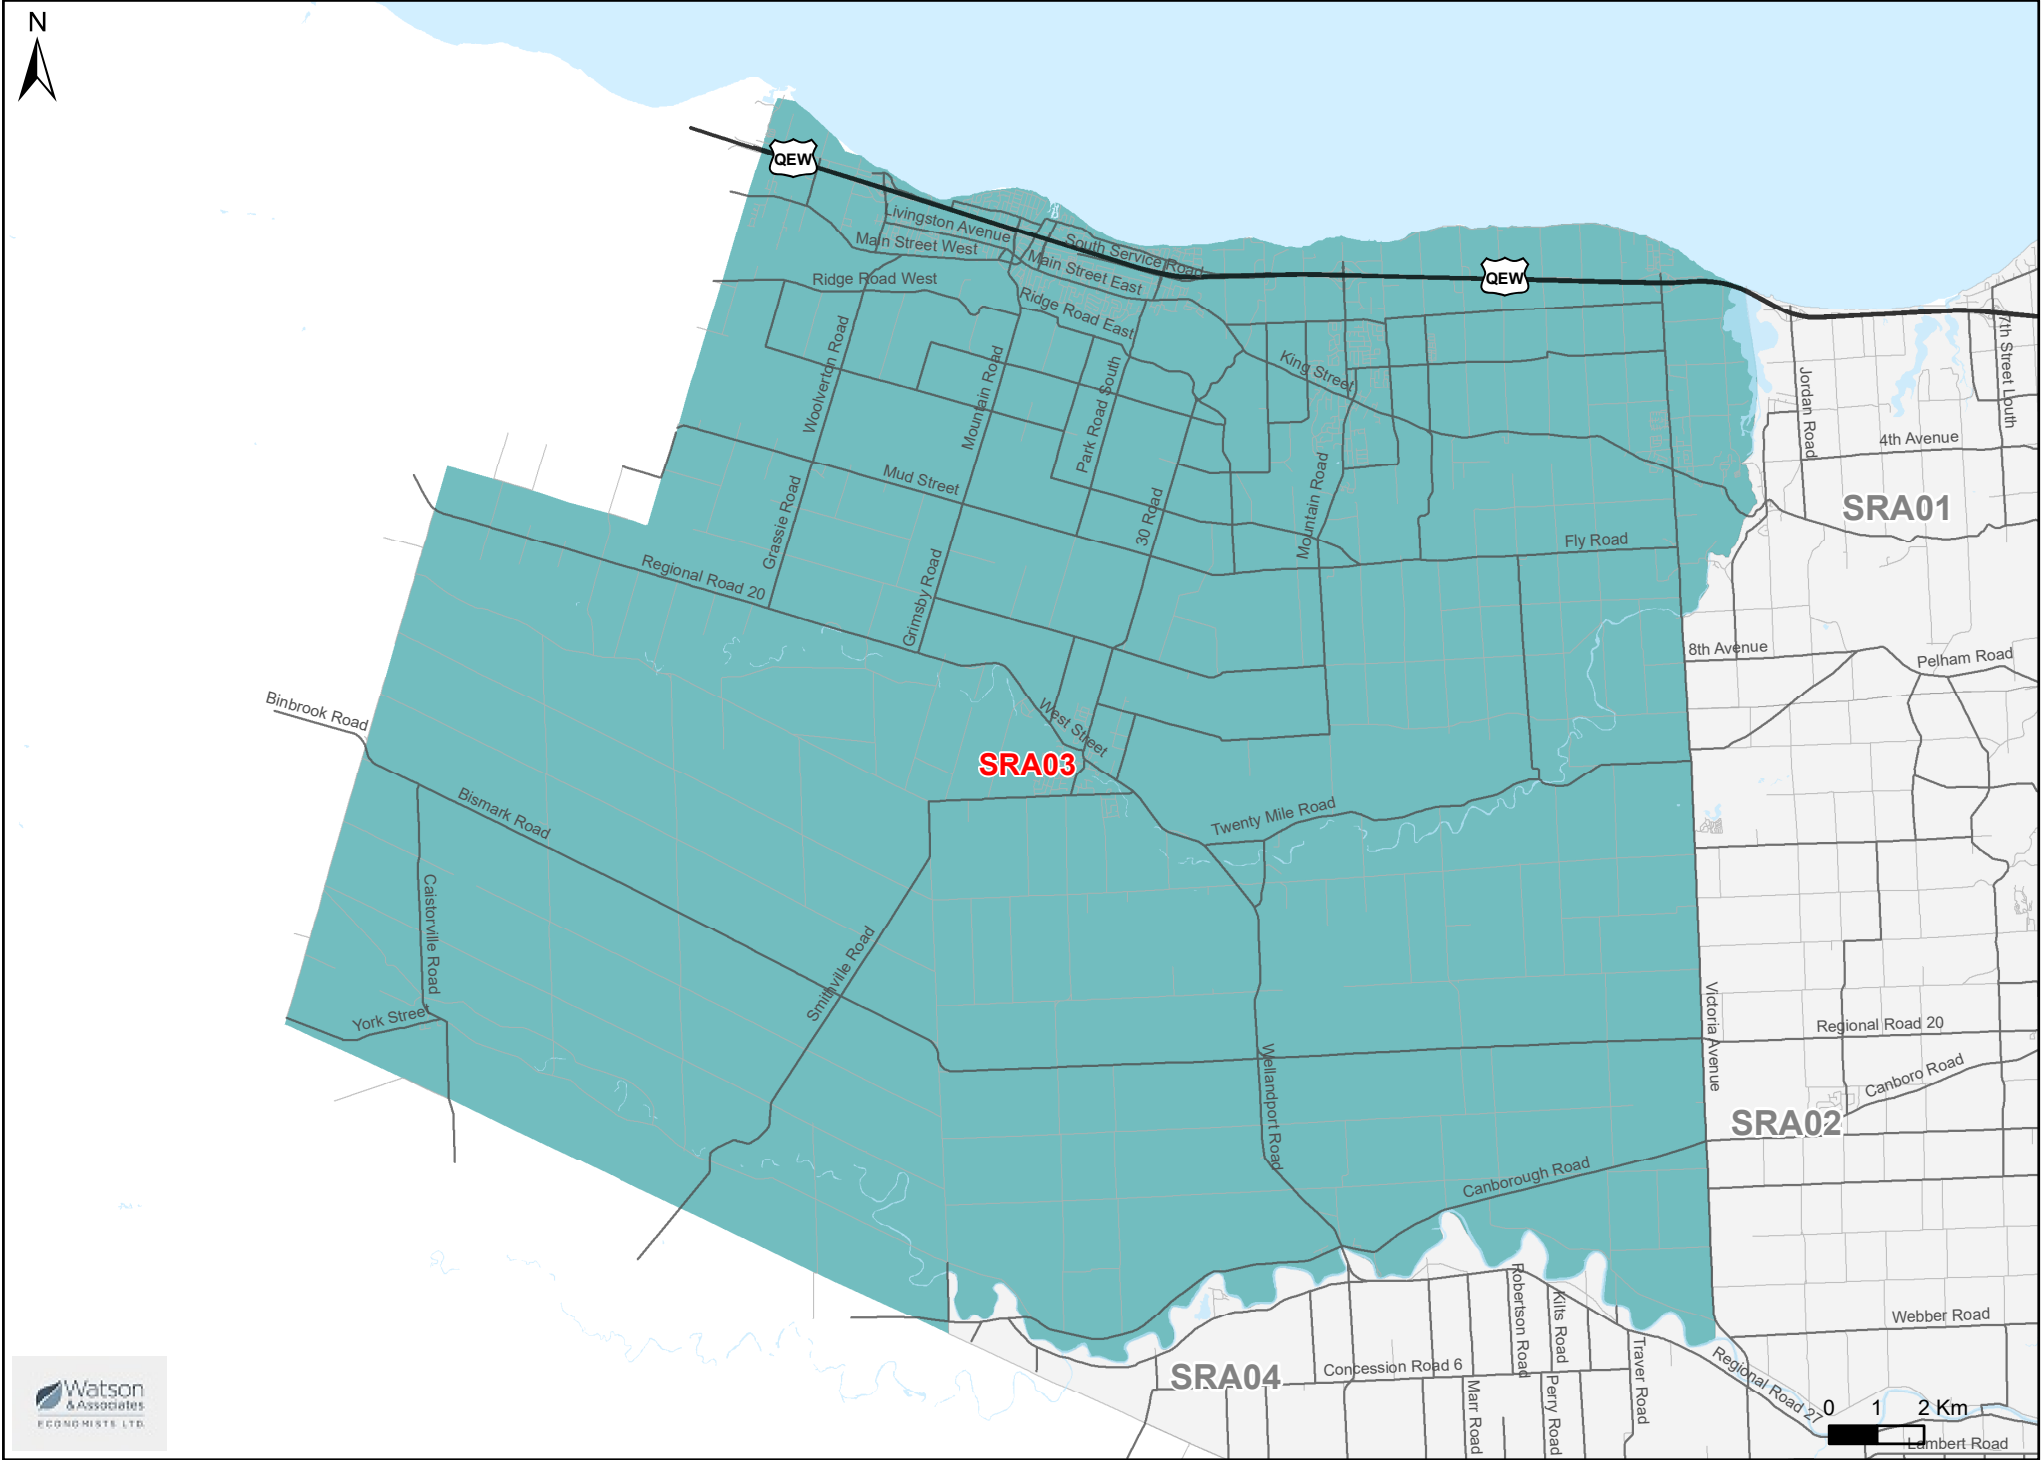 N
QEW
Livingston Avenue
Main Street West
South Service Road
Main Street East
QEW
Ridge Road West
Ridge Road East
7th Street Louth
Woolverton Road
Mountain Road
Park Road South
King Street
Jordan Road
4th Avenue
Mud Street
Mountain Road
SRA01
Grassie Road
30 Road
Fly Road
Regional Road 20
Grimsby Road
8th Avenue
Pelham Road
Binbrook Road
West Street
SRA03
Bismark Road
Twenty Mile Road
Caistorville Road
Smithville Road
Victoria Avenue
York Street
Regional Road 20
Wellandport Road
Canboro Road
SRA02
Canborough Road
Robertson Road
Kilts Road
Webber Road
Traver Road
Concession Road 6
SRA04
Regional Road 27
Marr Road
Perry Road
Watson
& Associates
ECONOMISTS LTD.
0 1 2 Km
Lambert Road